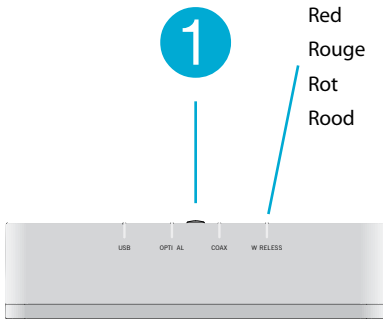 1
Red
Rouge
Rot
Rood
USB
OPTI AL
COAX
W RELESS